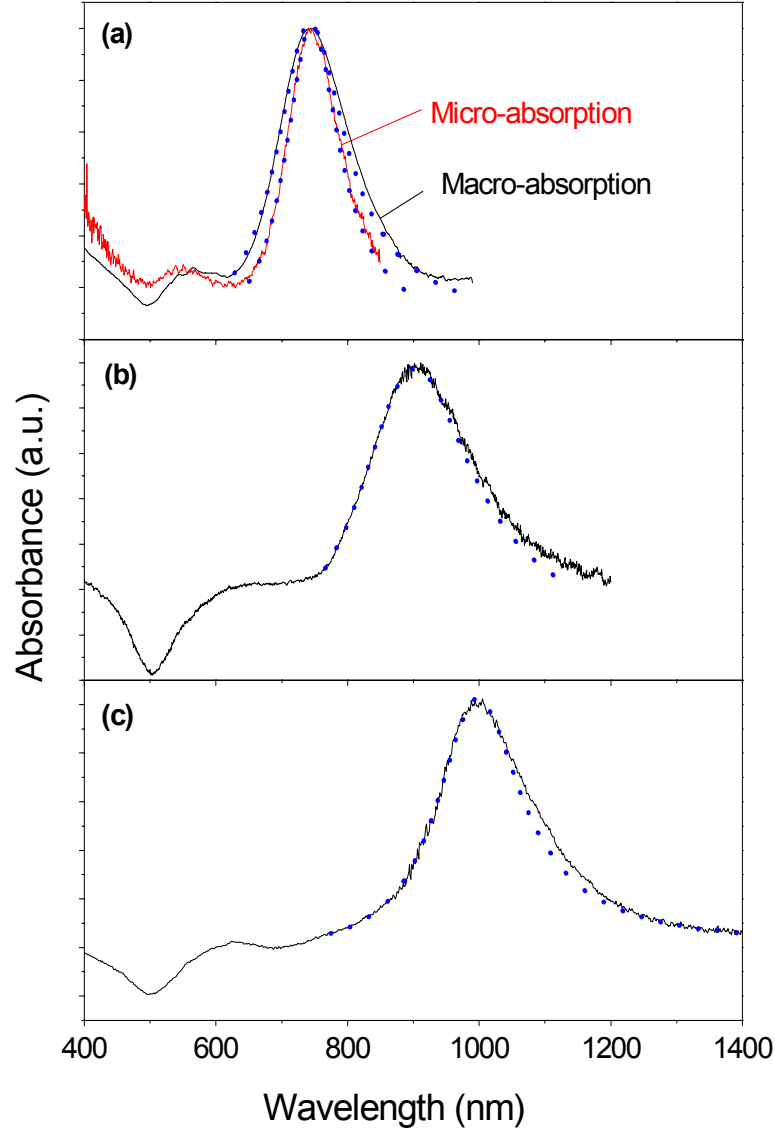 (a)
Micro-absorption
Macro-absorption
(b)
Absorbance (a.u.)
(c)
400 600 800 1000 1200 1400
Wavelength (nm)